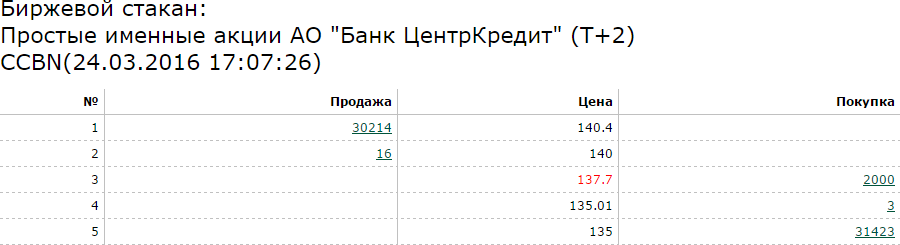 Биржевой стакан:
Простые именные акции АО "Банк ЦентрКредит" (T+2)
CCBN(24.03.2016 17:07:26)
№ Продажа Цена Покупка
1 30214 140.4
2 16 140
3 137.7 2000
4 135.01 3
5 135 31423